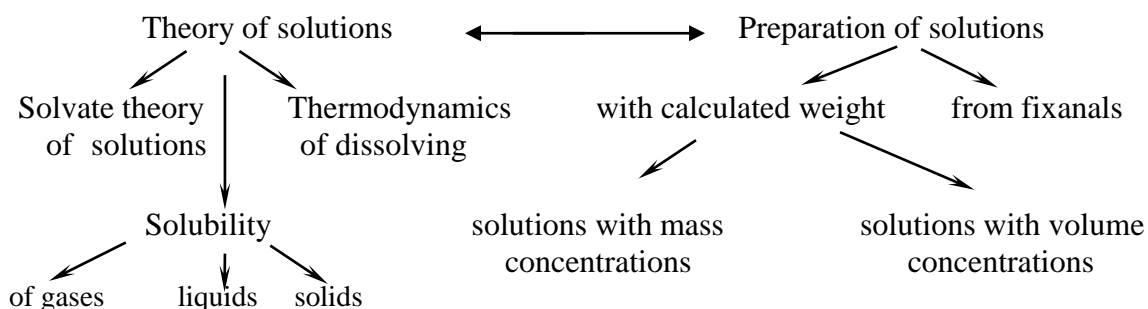 Theory of solutions
Preparation of solutions
Solvate theory
of solutions
Thermodynamics
of dissolving
with calculated weight
from fixanals
Solubility
solutions with mass
concentrations
solutions with volume
concentrations
of gases
liquids
solids